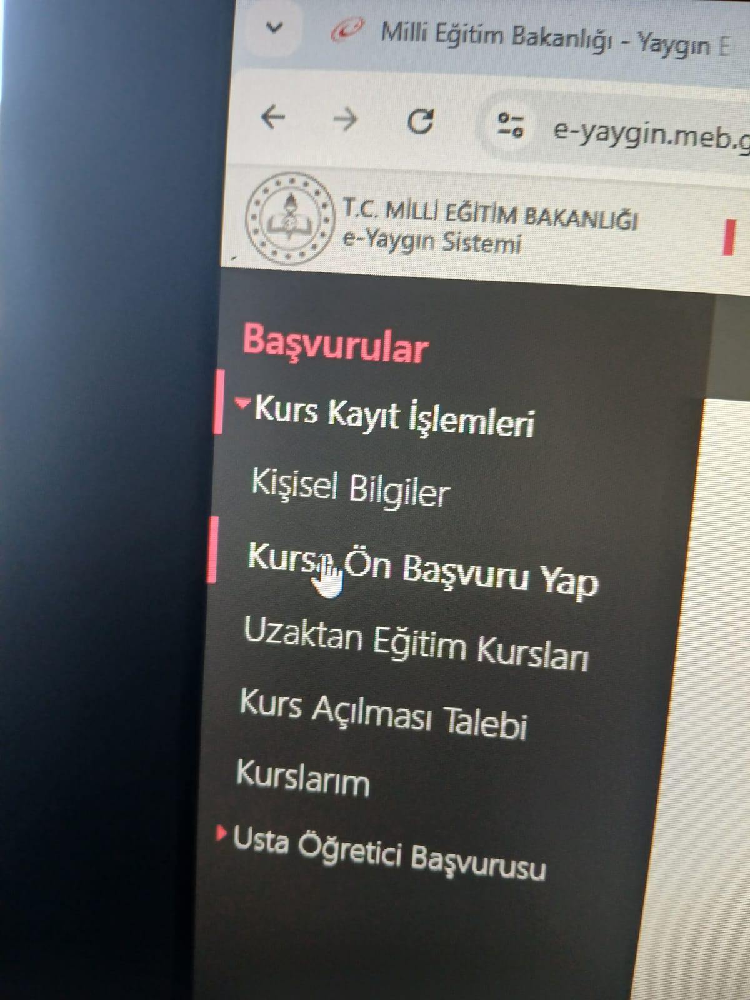 Milli Eğitim Bakanlığı - Yaygın E
e-yaygin.meb.g
T.C. MİLLİ EĞİTİM BAKANLIĞI
e-Yaygın Sistemi
Başvurular
Kurs Kayıt İşlemleri
Kişisel Bilgiler
Kursa Ön Başvuru Yap
Uzaktan Eğitim Kursları
Kurs Açılması Talebi
Kurslarım
Usta Öğretici Başvurusu